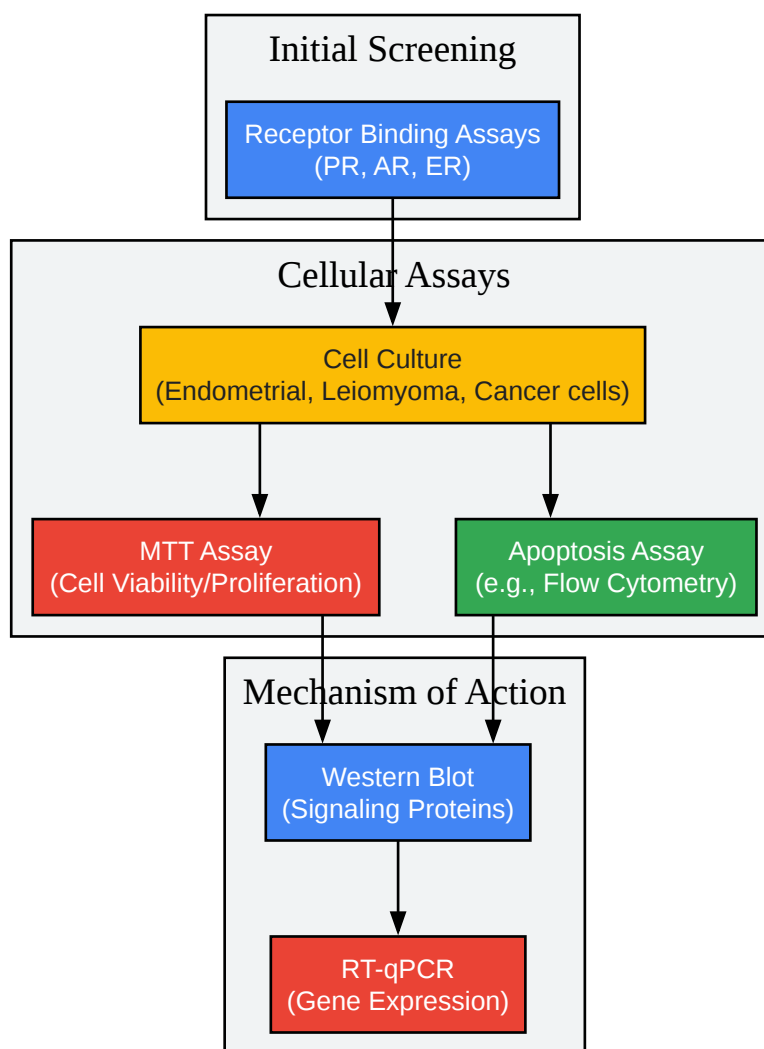 Initial Screening
Receptor Binding Assays
(PR, AR, ER)
Cellular Assays
Cell Culture
(Endometrial, Leiomyoma, Cancer cells)
MTT Assay
(Cell Viability/Proliferation)
Apoptosis Assay
(e.g., Flow Cytometry)
Mechanism of Action
Western Blot
(Signaling Proteins)
RT-qPCR
(Gene Expression)